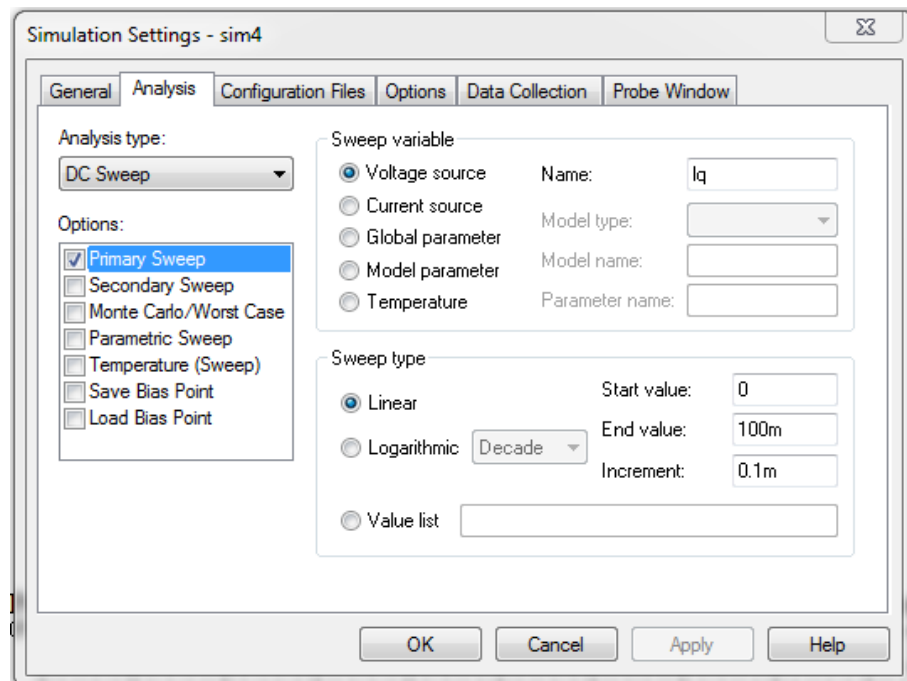 Simulation Settings - sim4
General Analysis Configuration Files Options Data Collection Probe Window
Analysis type:
DC Sweep
Options:
Primary Sweep
Secondary Sweep
Monte Carlo/Worst Case
Parametric Sweep
Temperature (Sweep)
Save Bias Point
Load Bias Point
Sweep variable
Voltage source
Current source
Global parameter
Model parameter
Temperature
Name: Iq
Model type:
Model name:
Parameter name:
Sweep type
Linear
Logarithmic Decade
Value list
Start value: 0
End value: 100m
Increment: 0.1m
OK Cancel Apply Help